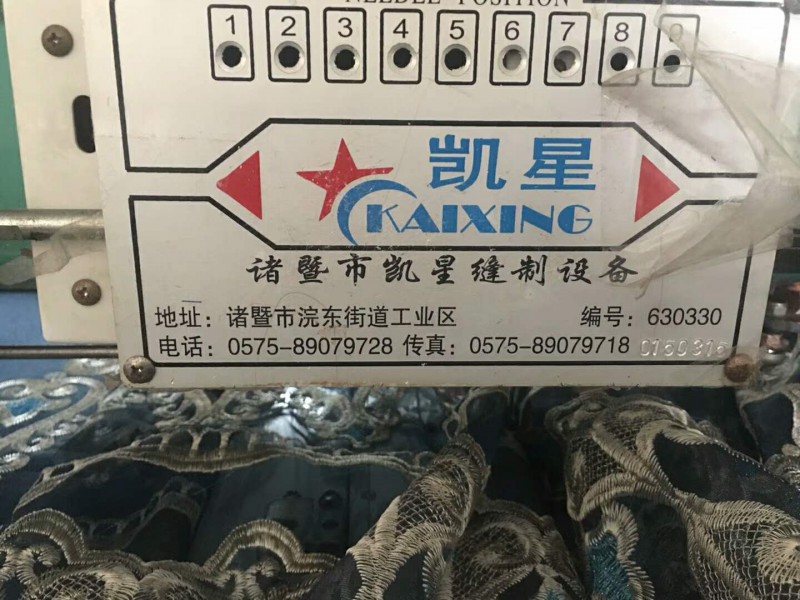 NEEDLE POSITION
1 2 3 4 5 6 7 8 9
凯星
KAIXING
诸暨市凯星缝制设备
地址：诸暨市浣东街道工业区 编号：630330
电话：0575-89079728 传真：0575-89079718